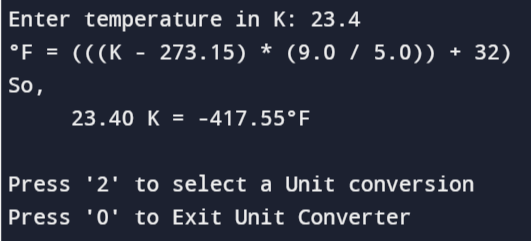 Enter temperature in K: 23.4
°F = (((K - 273.15) * (9.0 / 5.0)) + 32)
So,
23.40 K = -417.55°F
Press '2' to select a Unit conversion
Press '0' to Exit Unit Converter